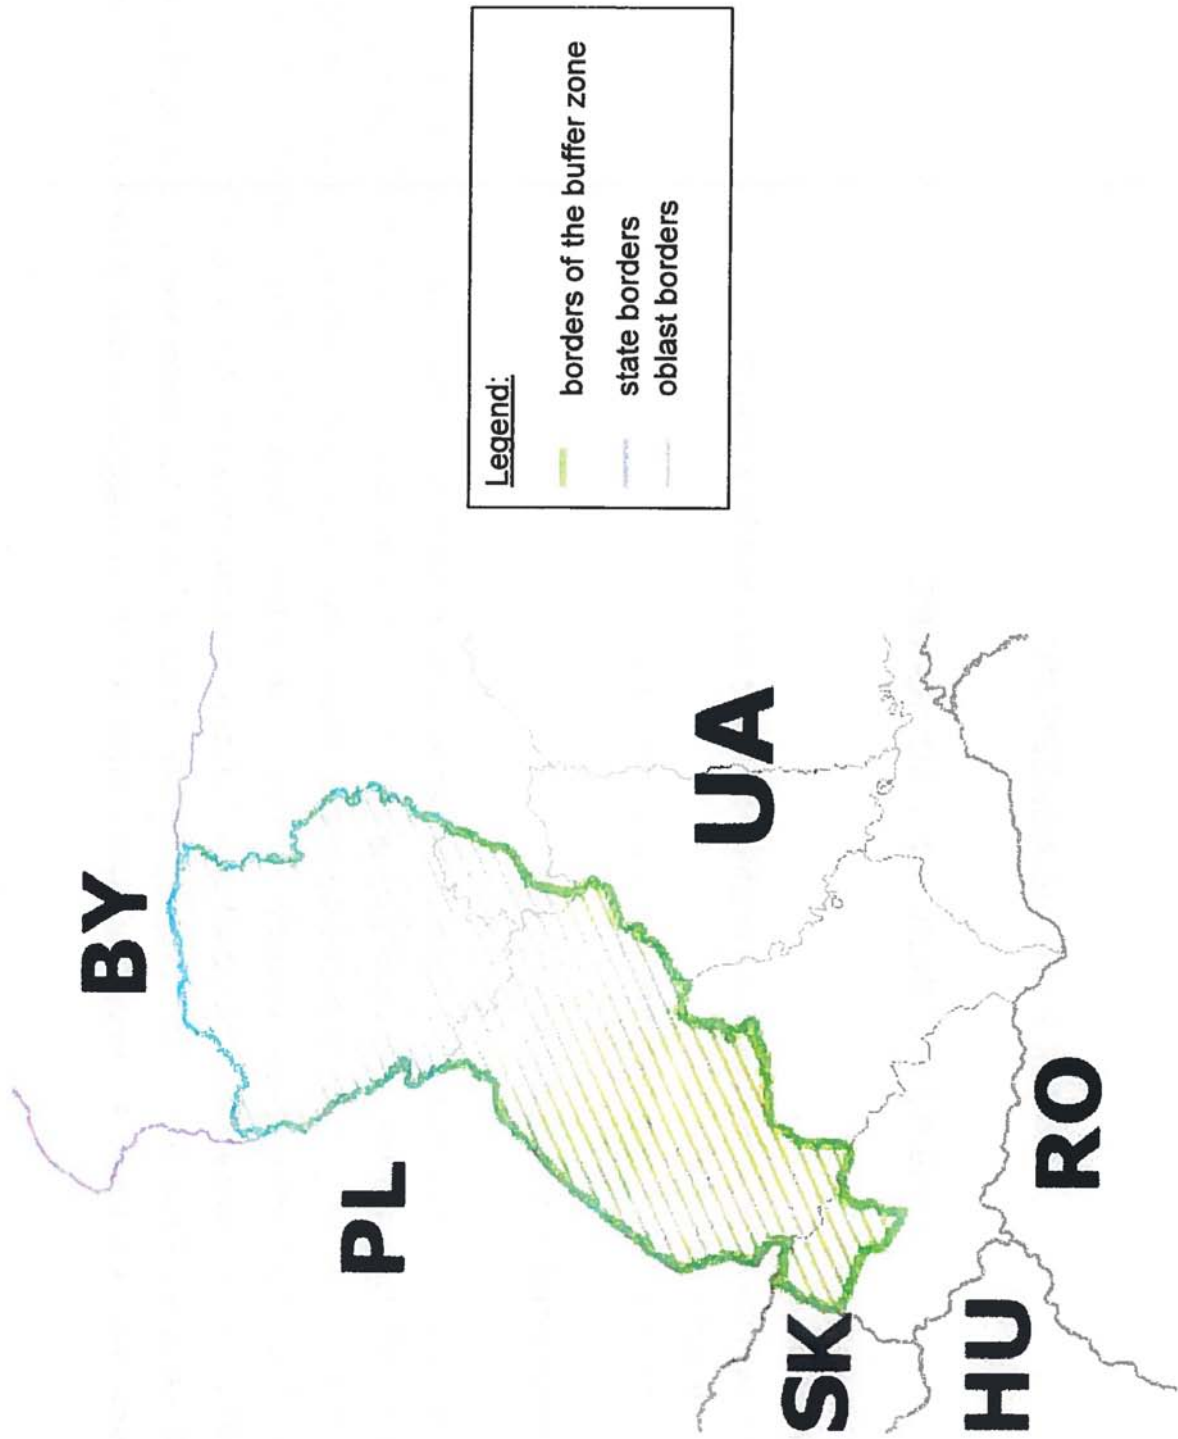 BY
PL
UA
SK
RO
HU
Legend:
borders of the buffer zone
state borders
oblast borders